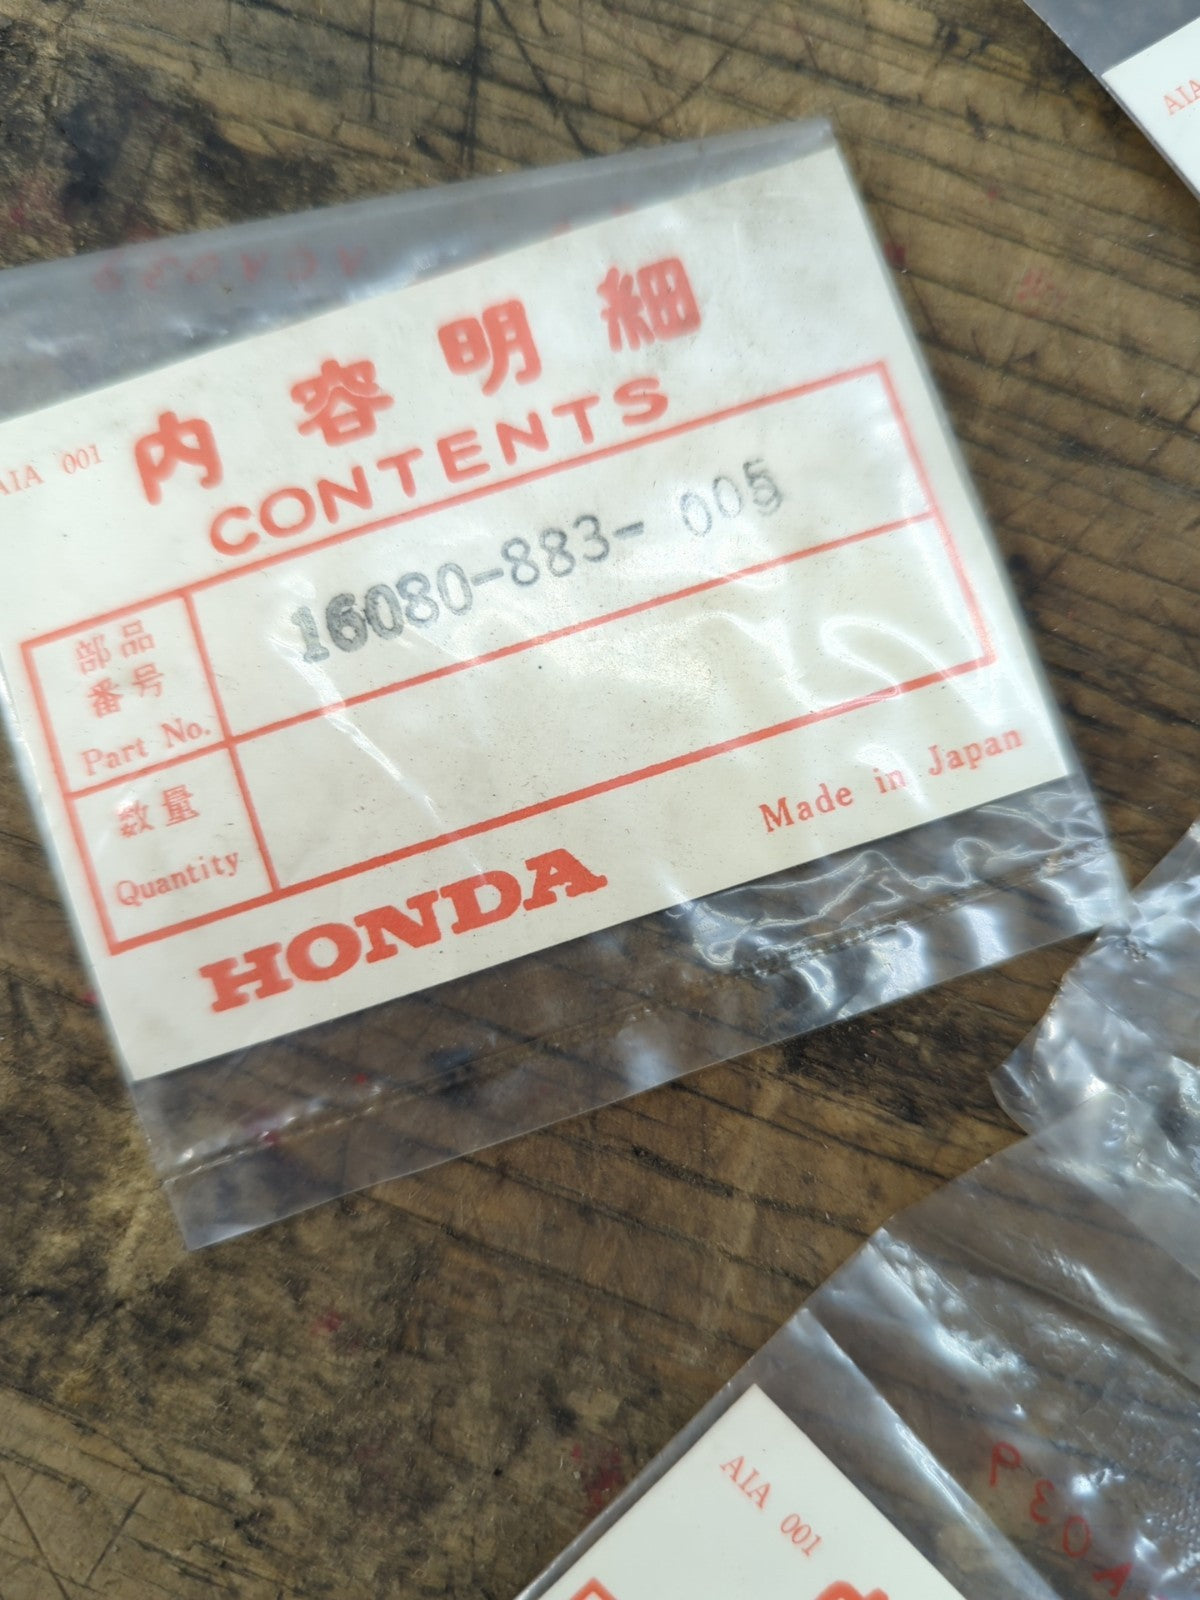 AIA 001
内容明細
CONTENTS
部品
番号
Part No.
16080-883- 005
数量
Quantity
Made in Japan
HONDA
AIA
AIA 001